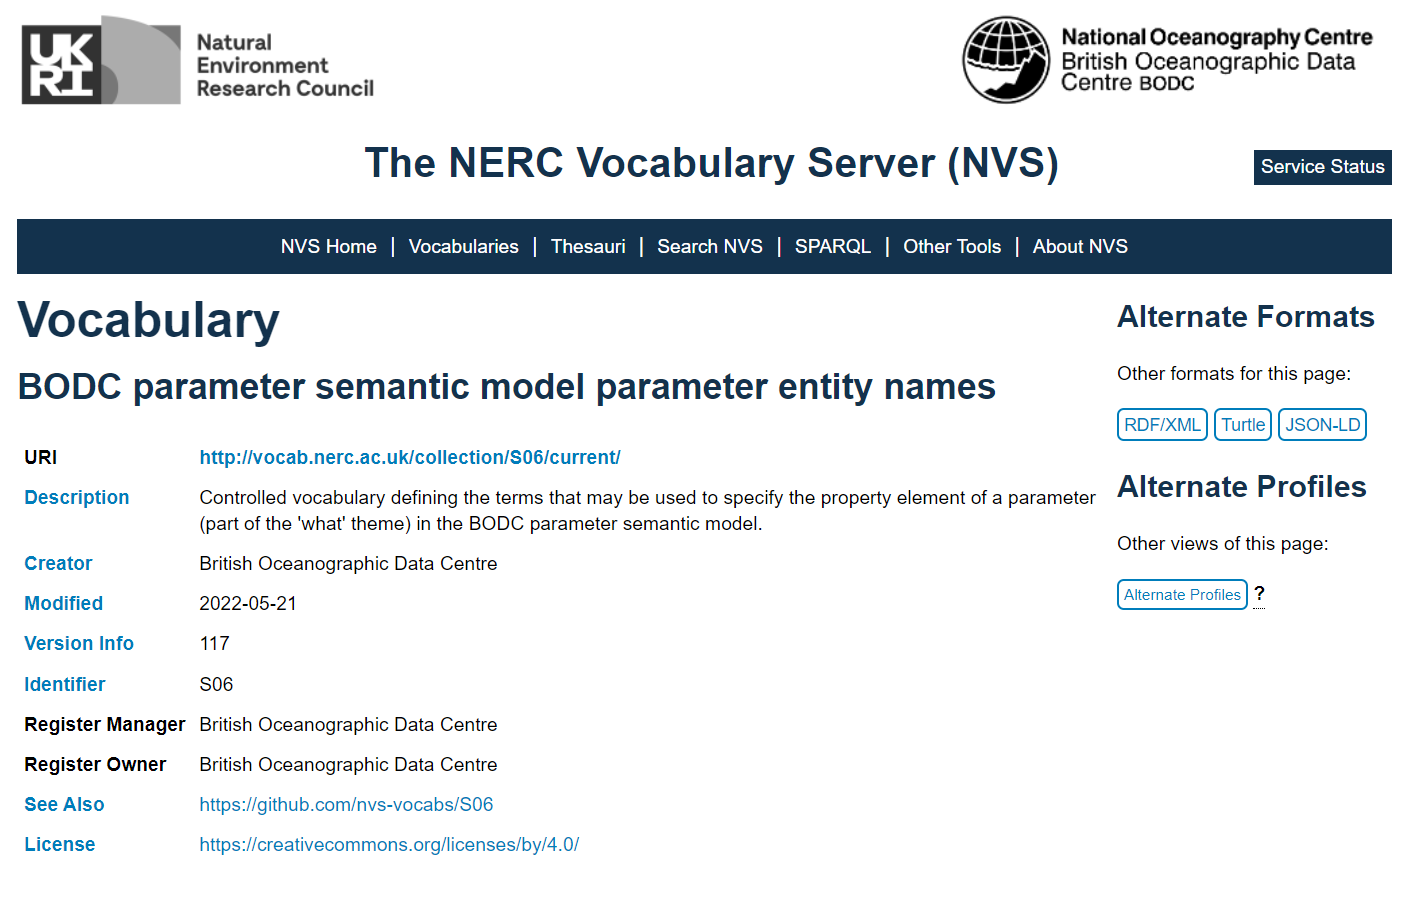 UK
RI
Natural
Environment
Research Council
National Oceanography Centre
British Oceanographic Data
Centre BODC
The NERC Vocabulary Server (NVS)
Service Status
NVS Home | Vocabularies | Thesauri | Search NVS | SPARQL | Other Tools | About NVS
Vocabulary
BODC parameter semantic model parameter entity names
URI http://vocab.nerc.ac.uk/collection/S06/current/
Description Controlled vocabulary defining the terms that may be used to specify the property element of a parameter
(part of the 'what' theme) in the BODC parameter semantic model.
Creator British Oceanographic Data Centre
Modified 2022-05-21
Version Info 117
Identifier S06
Register Manager British Oceanographic Data Centre
Register Owner British Oceanographic Data Centre
See Also https://github.com/nvs-vocabs/S06
License https://creativecommons.org/licenses/by/4.0/
Alternate Formats
Other formats for this page:
RDF/XML Turtle JSON-LD
Alternate Profiles
Other views of this page:
Alternate Profiles ?